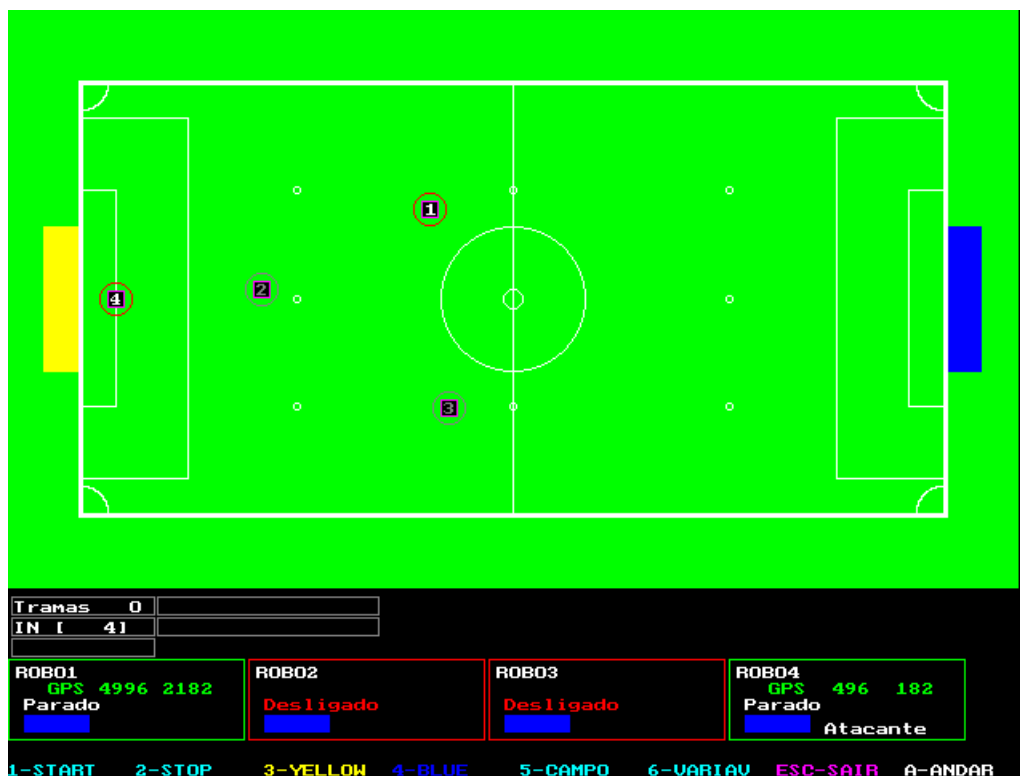 1
2
4
3
Tramas 0
IN [ 4]
ROBO1 ROBO2 ROBO3 ROBO4
GPS 4996 2182 GPS 496 182
Parado Desligado Desligado Parado
Atacante
1-START 2-STOP 3-YELLOW 4-BLUE 5-CAMPO 6-VARIAV ESC-SAIR A-ANDAR